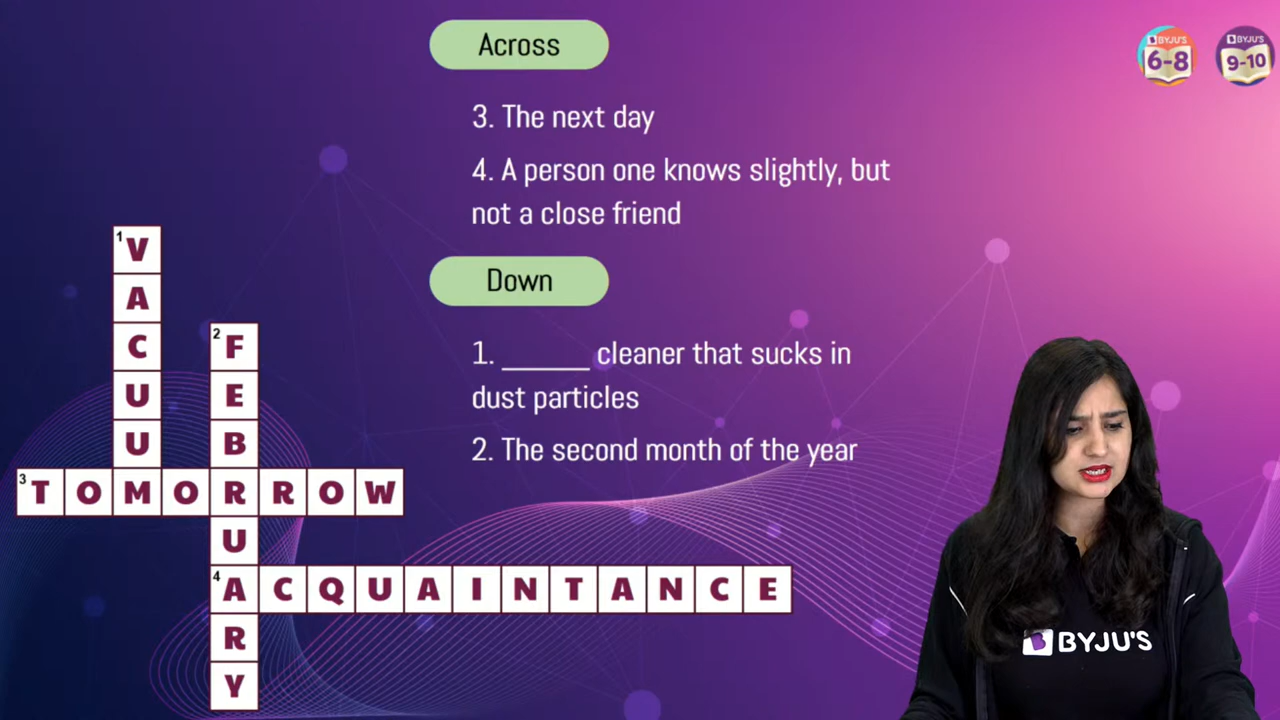 Across
3. The next day
4. A person one knows slightly, but
not a close friend
Down
1. ______ cleaner that sucks in
dust particles
2. The second month of the year
1 V
A
C
U
U
2 F
E
B
3 T O M O R R O W
U
4 A C Q U A I N T A N C E
R
Y
BYJU'S
6-8
BYJU'S
9-10
BYJU'S